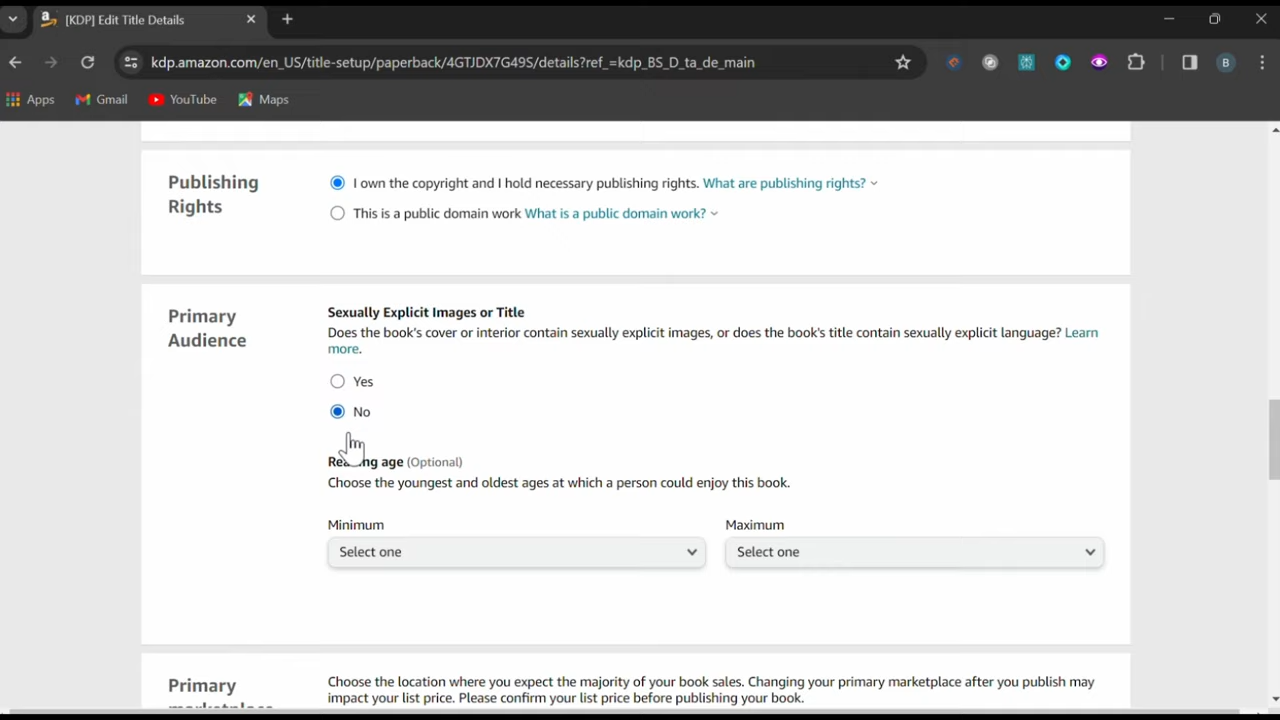 [KDP] Edit Title Details
kdp.amazon.com/en_US/title-setup/paperback/4GTJDX7G49S/details?ref_=kdp_BS_D_ta_de_main
B
Apps Gmail YouTube Maps
Publishing
Rights
I own the copyright and I hold necessary publishing rights. What are publishing rights?
This is a public domain work What is a public domain work?
Primary
Audience
Sexually Explicit Images or Title
Does the book's cover or interior contain sexually explicit images, or does the book's title contain sexually explicit language? Learn
more.
Yes
No
Reading age (Optional)
Choose the youngest and oldest ages at which a person could enjoy this book.
Minimum Maximum
Select one Select one
Primary
marketplace
Choose the location where you expect the majority of your book sales. Changing your primary marketplace after you publish may
impact your list price. Please confirm your list price before publishing your book.